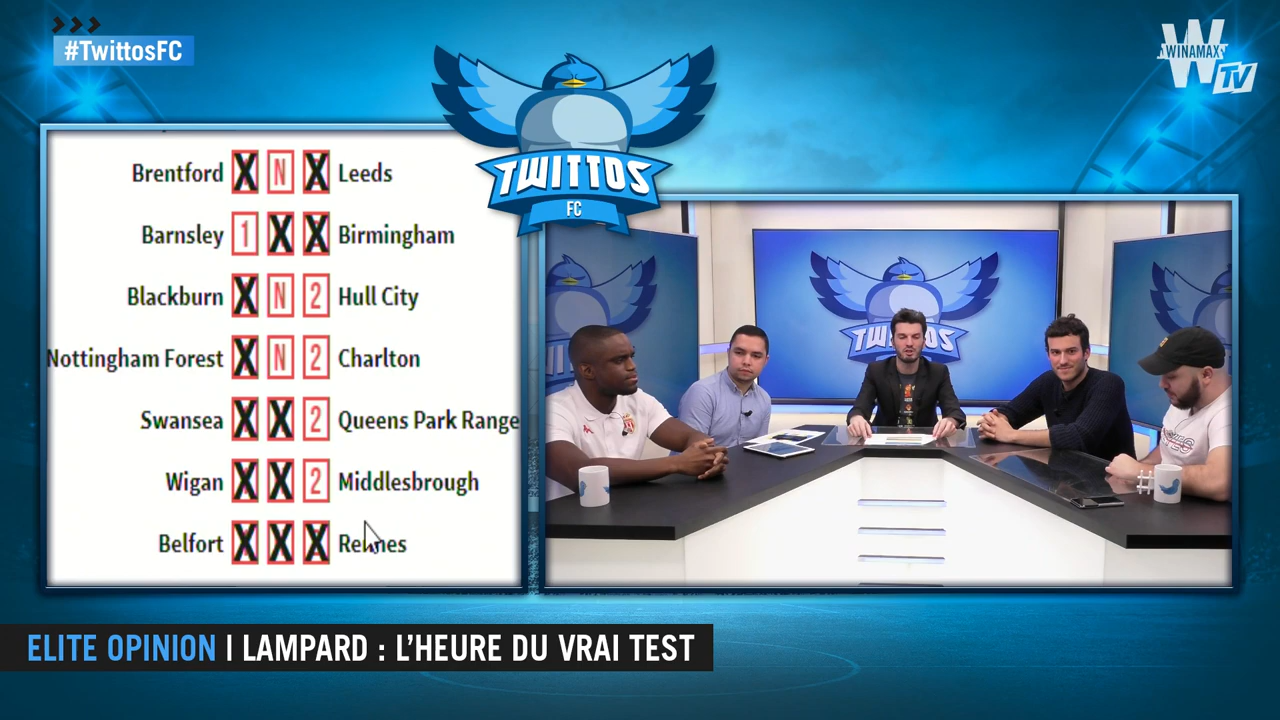 #TwittosFC
WINAMAX
TV
TWITTOS
FC
Brentford X N X Leeds
Barnsley 1 X X Birmingham
Blackburn X N 2 Hull City
Nottingham Forest X N 2 Charlton
Swansea X X 2 Queens Park Range
Wigan X X 2 Middlesbrough
Belfort X X X Rennes
TWITTOS
ELITE OPINION | LAMPARD : L'HEURE DU VRAI TEST